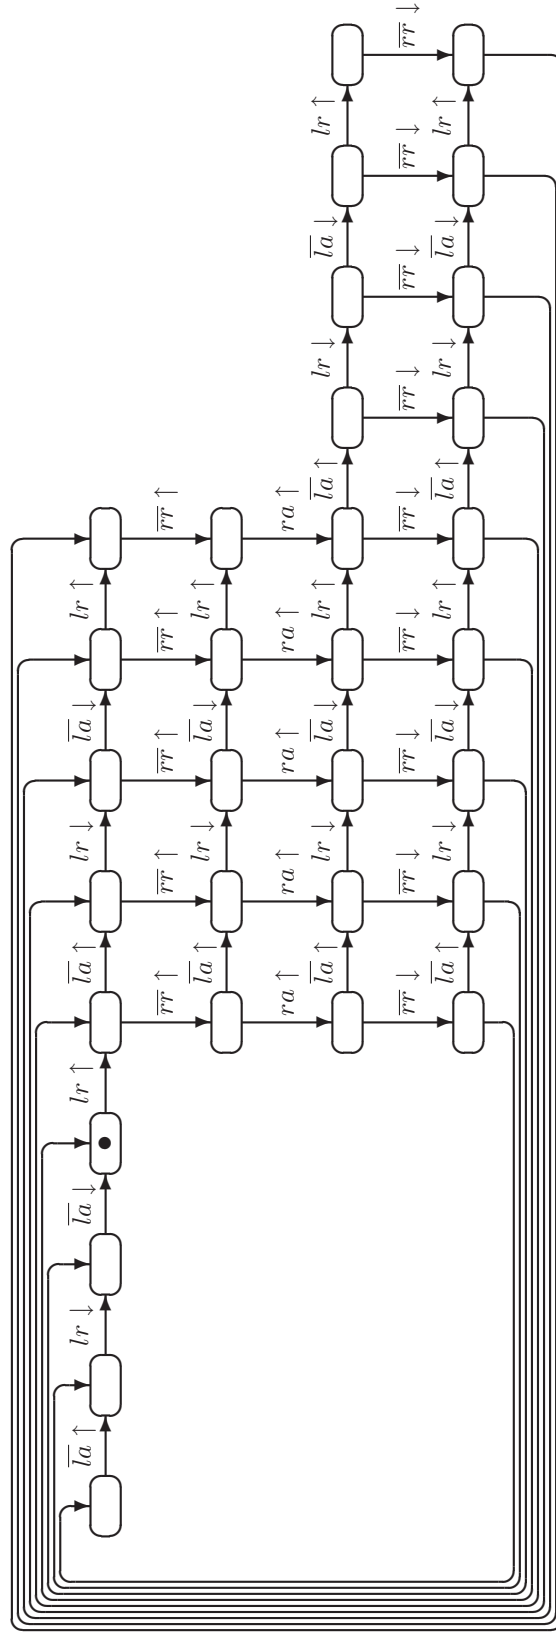 l̅a̅↑ lr↓ l̅a̅↓ lr↑ l̅a̅↑ lr↓ l̅a̅↓ lr↑
r̅r̅↑ r̅r̅↑ r̅r̅↑ r̅r̅↑ r̅r̅↑
l̅a̅↑ lr↓ l̅a̅↓ lr↑
ra↑ ra↑ ra↑ ra↑ ra↑
l̅a̅↑ lr↓ l̅a̅↓ lr↑ l̅a̅↑ lr↓ l̅a̅↓ lr↑
r̅r̅↓ r̅r̅↓ r̅r̅↓ r̅r̅↓ r̅r̅↓ r̅r̅↓ r̅r̅↓ r̅r̅↓ r̅r̅↓
l̅a̅↑ lr↓ l̅a̅↓ lr↑ l̅a̅↑ lr↓ l̅a̅↓ lr↑